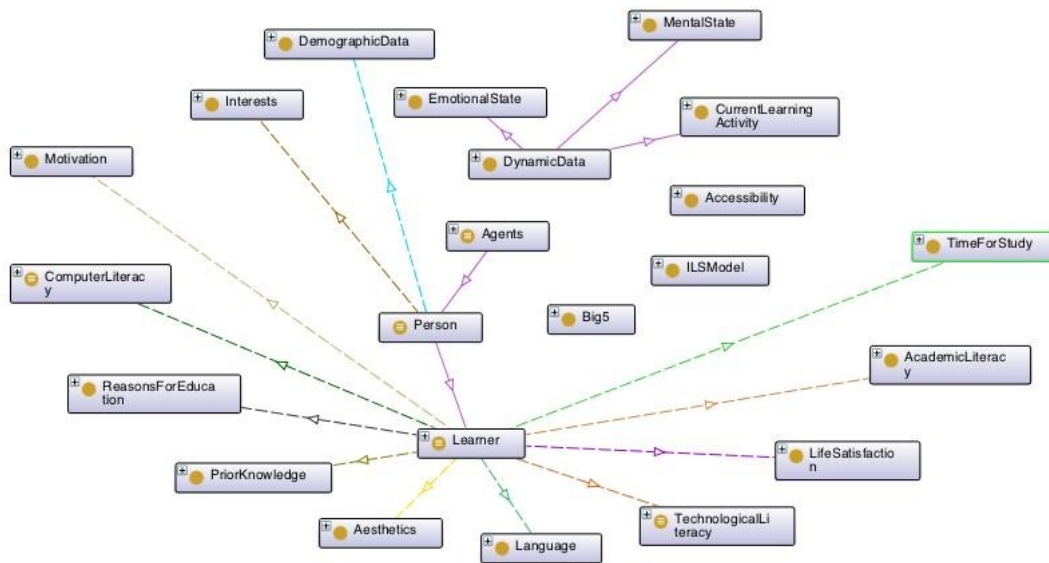 MentalState
DemographicData
EmotionalState
Interests
CurrentLearning
Activity
Motivation
DynamicData
Accessibility
Agents
TimeForStudy
ComputerLiterac
y
ILSModel
Person
Big5
AcademicLiterac
y
ReasonsForEduca
tion
Learner
LifeSatisfactio
n
PriorKnowledge
Aesthetics
Language
TechnologicalLi
teracy